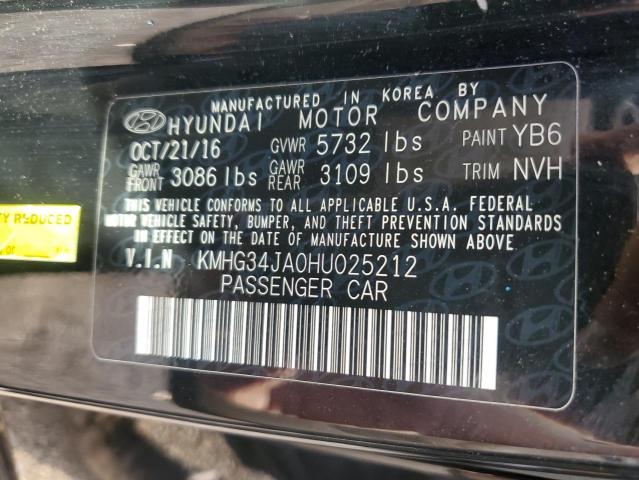 MANUFACTURED IN KOREA BY
HYUNDAI MOTOR COMPANY
OCT/21/16 GVWR 5732 lbs PAINT YB6
GAWR FRONT 3086 lbs GAWR REAR 3109 lbs TRIM NVH
THIS VEHICLE CONFORMS TO ALL APPLICABLE U.S.A. FEDERAL
MOTOR VEHICLE SAFETY, BUMPER, AND THEFT PREVENTION STANDARDS
IN EFFECT ON THE DATE OF MANUFACTURE SHOWN ABOVE.
V.I.N KMHG34JA0HU025212
PASSENGER CAR
REDUCED